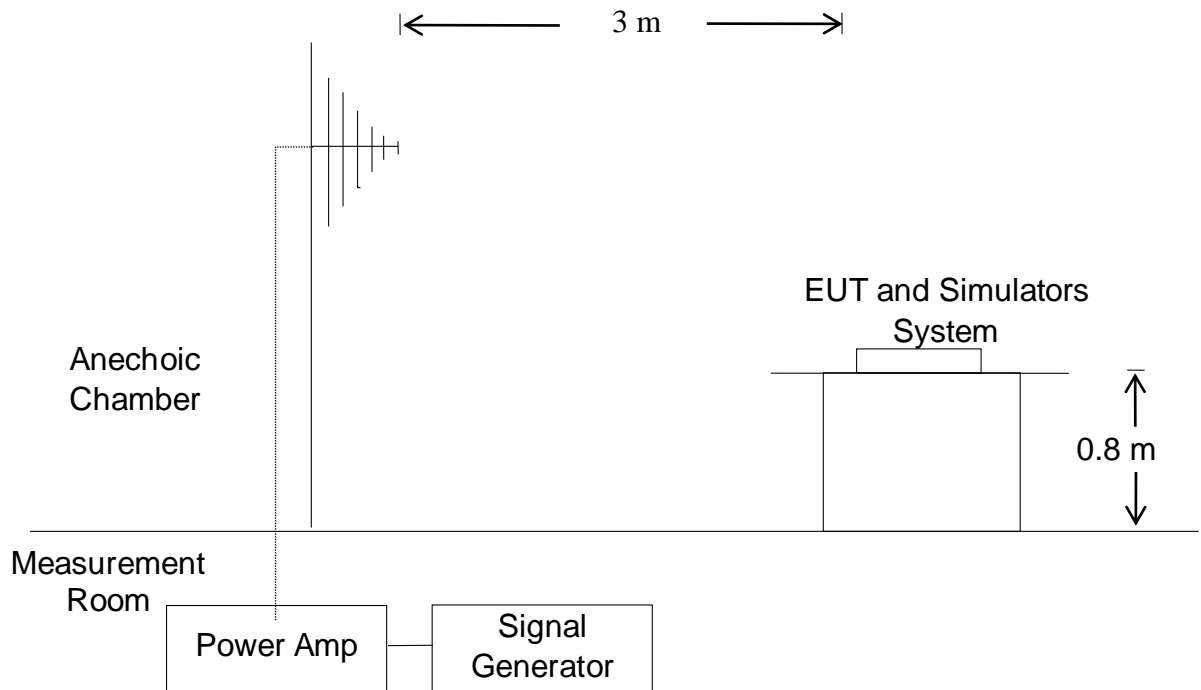 3 m
EUT and Simulators
System
Anechoic
Chamber
0.8 m
Measurement
Room
Power Amp
Signal
Generator